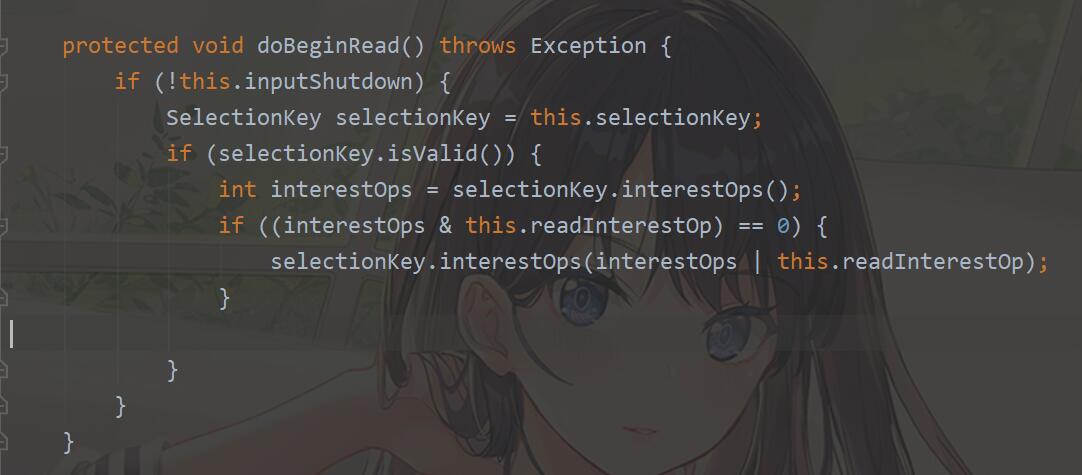 protected void doBeginRead() throws Exception {
if (!this.inputShutdown) {
SelectionKey selectionKey = this.selectionKey;
if (selectionKey.isValid()) {
int interestOps = selectionKey.interestOps();
if ((interestOps & this.readInterestOp) == 0) {
selectionKey.interestOps(interestOps | this.readInterestOp);
}
}
}
}